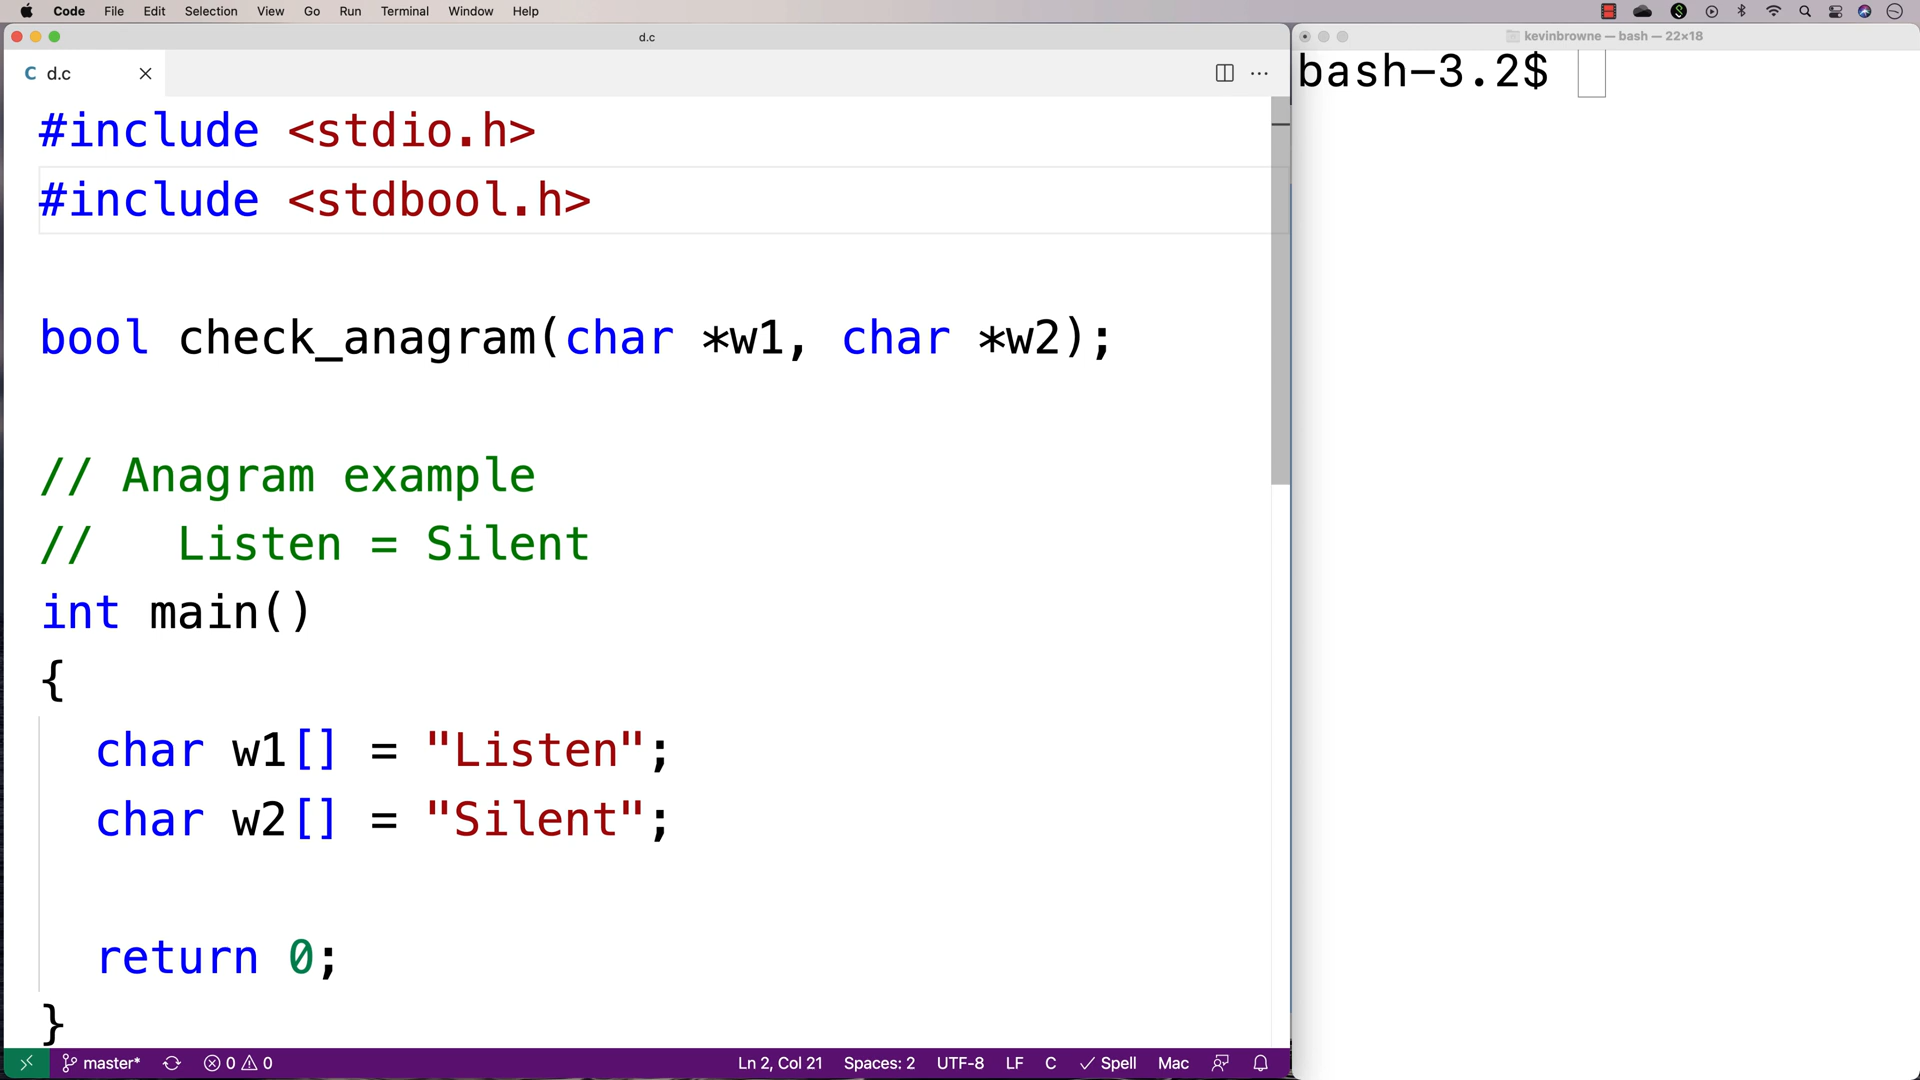 Code File Edit Selection View Go Run Terminal Window Help
d.c
kevinbrowne — bash — 22×18
C d.c
bash-3.2$
#include <stdio.h>
#include <stdbool.h>
bool check_anagram(char *w1, char *w2);
// Anagram example
//   Listen = Silent
int main()
{
  char w1[] = "Listen";
  char w2[] = "Silent";
  return 0;
}
master* 0 0 Ln 2, Col 21 Spaces: 2 UTF-8 LF C Spell Mac